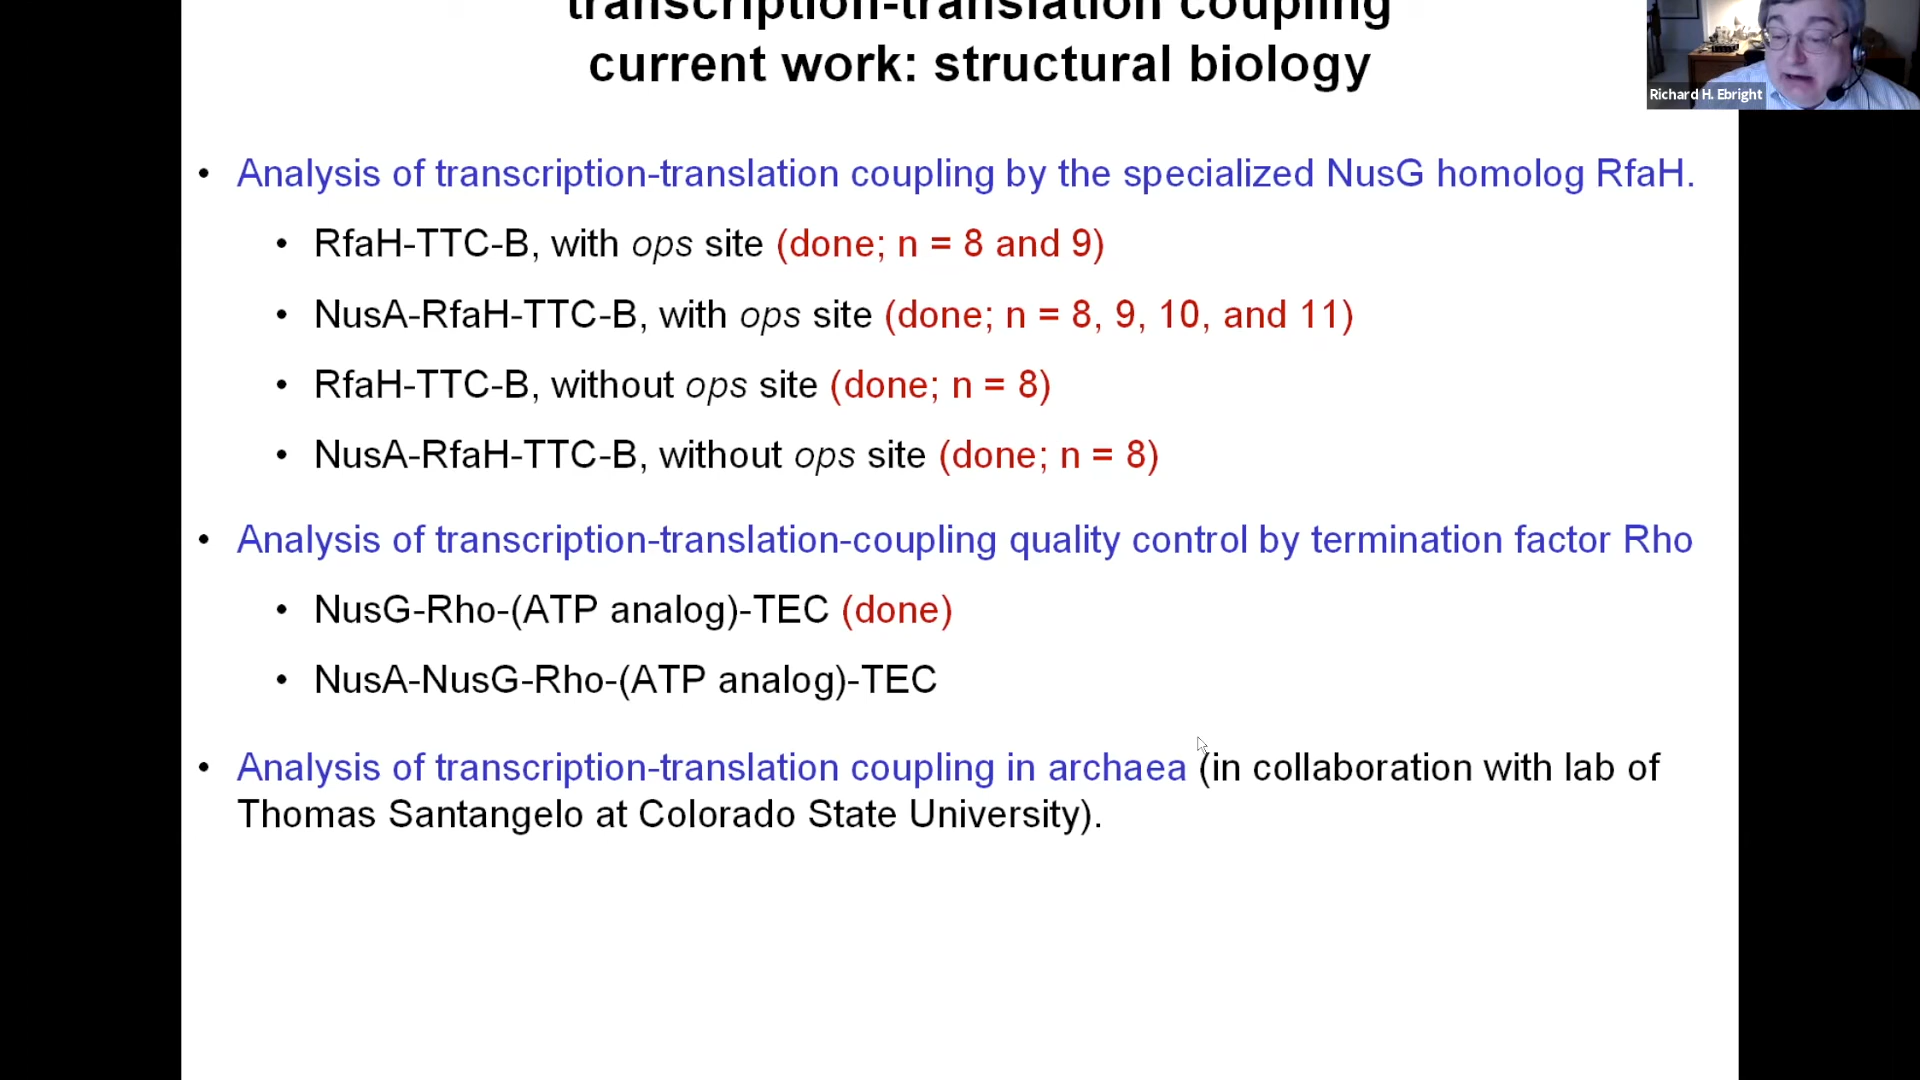 transcription-translation coupling
current work: structural biology
Richard H. Ebright
• Analysis of transcription-translation coupling by the specialized NusG homolog RfaH.
• RfaH-TTC-B, with ops site (done; n = 8 and 9)
• NusA-RfaH-TTC-B, with ops site (done; n = 8, 9, 10, and 11)
• RfaH-TTC-B, without ops site (done; n = 8)
• NusA-RfaH-TTC-B, without ops site (done; n = 8)
• Analysis of transcription-translation-coupling quality control by termination factor Rho
• NusG-Rho-(ATP analog)-TEC (done)
• NusA-NusG-Rho-(ATP analog)-TEC
• Analysis of transcription-translation coupling in archaea (in collaboration with lab of
Thomas Santangelo at Colorado State University).